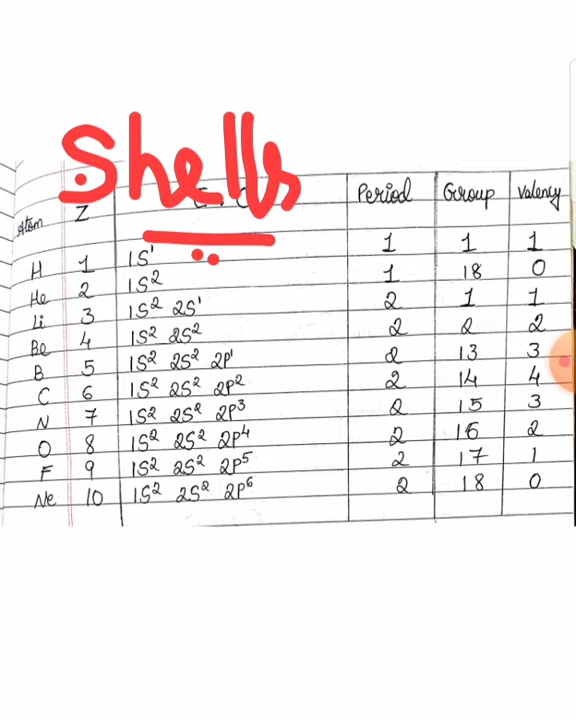 Shells
Atom Z Period Group Valency
H 1 1S¹ 1 1 1
He 2 1S² 1 18 0
Li 3 1S² 2S¹ 2 1 1
Be 4 1S² 2S² 2 2 2
B 5 1S² 2S² 2P¹ 2 13 3
C 6 1S² 2S² 2P² 2 14 4
N 7 1S² 2S² 2P³ 2 15 3
O 8 1S² 2S² 2P⁴ 2 16 2
F 9 1S² 2S² 2P⁵ 2 17 1
Ne 10 1S² 2S² 2P⁶ 2 18 0